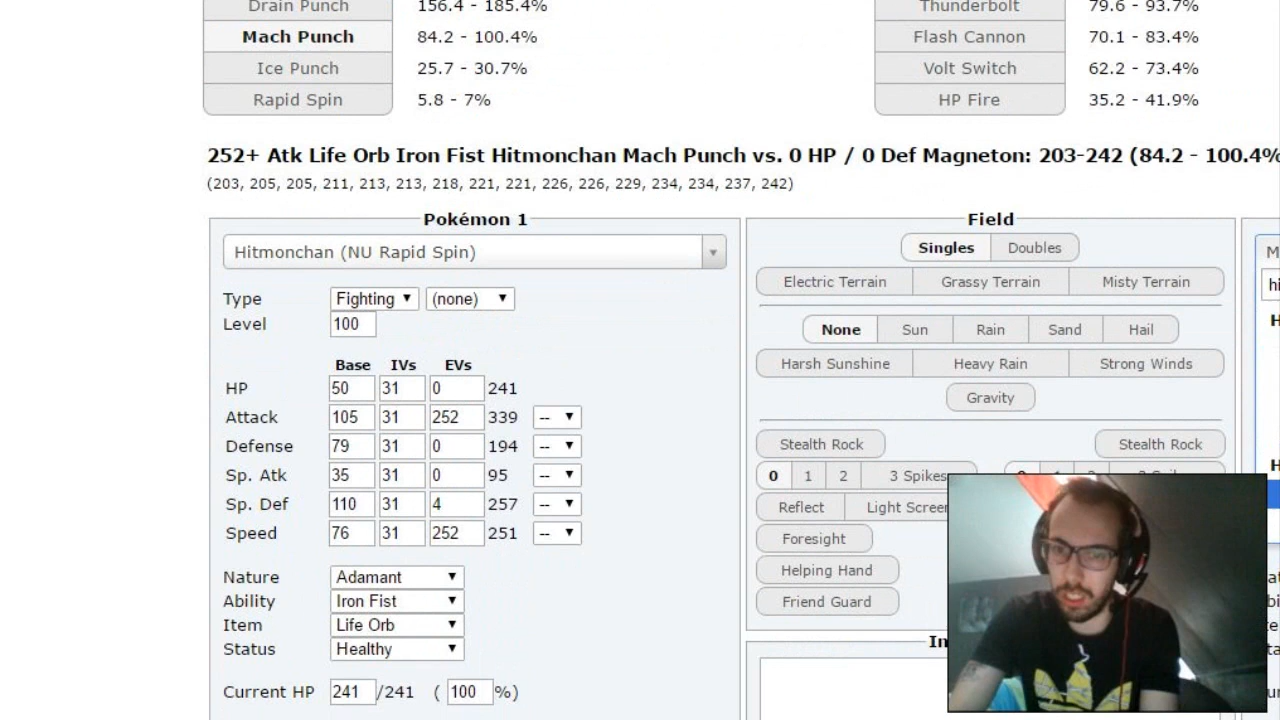 Drain Punch 156.4 - 185.4% Thunderbolt 79.6 - 93.7%
Mach Punch 84.2 - 100.4% Flash Cannon 70.1 - 83.4%
Ice Punch 25.7 - 30.7% Volt Switch 62.2 - 73.4%
Rapid Spin 5.8 - 7% HP Fire 35.2 - 41.9%
252+ Atk Life Orb Iron Fist Hitmonchan Mach Punch vs. 0 HP / 0 Def Magneton: 203-242 (84.2 - 100.4%
(203, 205, 205, 211, 213, 213, 218, 221, 221, 226, 226, 229, 234, 234, 237, 242)
Pokémon 1
Hitmonchan (NU Rapid Spin)
Type Fighting (none)
Level 100
Base IVs EVs
HP 50 31 0 241
Attack 105 31 252 339 --
Defense 79 31 0 194 --
Sp. Atk 35 31 0 95 --
Sp. Def 110 31 4 257 --
Speed 76 31 252 251 --
Nature Adamant
Ability Iron Fist
Item Life Orb
Status Healthy
Current HP 241 /241 ( 100 %)
Field
Singles Doubles
Electric Terrain Grassy Terrain Misty Terrain
None Sun Rain Sand Hail
Harsh Sunshine Heavy Rain Strong Winds
Gravity
Stealth Rock Stealth Rock
0 1 2 3 Spikes
Reflect Light Screen
Foresight
Helping Hand
Friend Guard